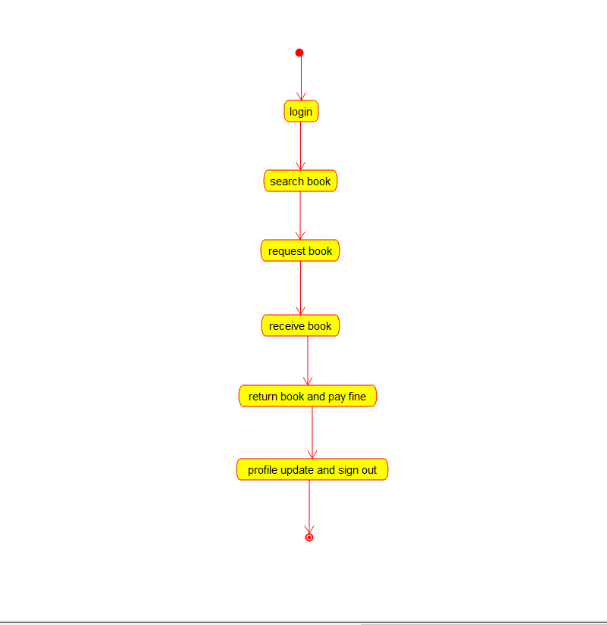 login
search book
request book
receive book
return book and pay fine
profile update and sign out